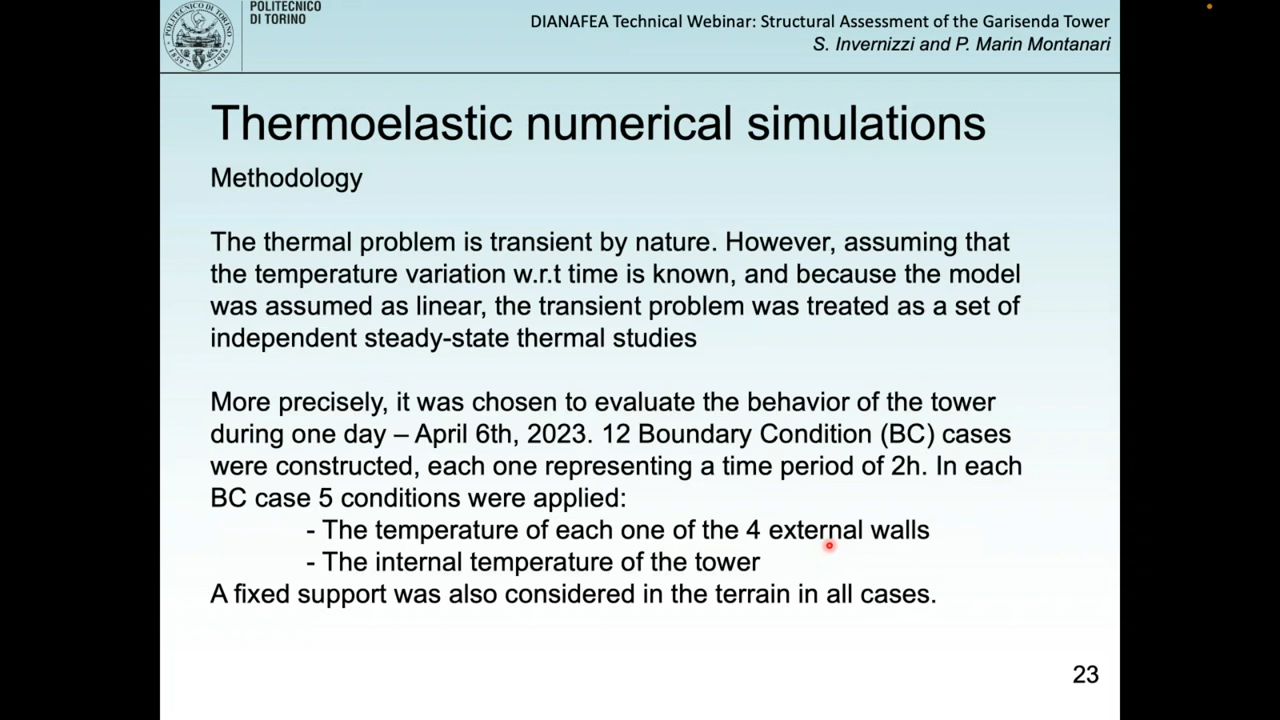 POLITECNICO
DI TORINO
DIANAFEA Technical Webinar: Structural Assessment of the Garisenda Tower
S. Invernizzi and P. Marin Montanari
Thermoelastic numerical simulations
Methodology
The thermal problem is transient by nature. However, assuming that
the temperature variation w.r.t time is known, and because the model
was assumed as linear, the transient problem was treated as a set of
independent steady-state thermal studies
More precisely, it was chosen to evaluate the behavior of the tower
during one day – April 6th, 2023. 12 Boundary Condition (BC) cases
were constructed, each one representing a time period of 2h. In each
BC case 5 conditions were applied:
- The temperature of each one of the 4 external walls
- The internal temperature of the tower
A fixed support was also considered in the terrain in all cases.
23